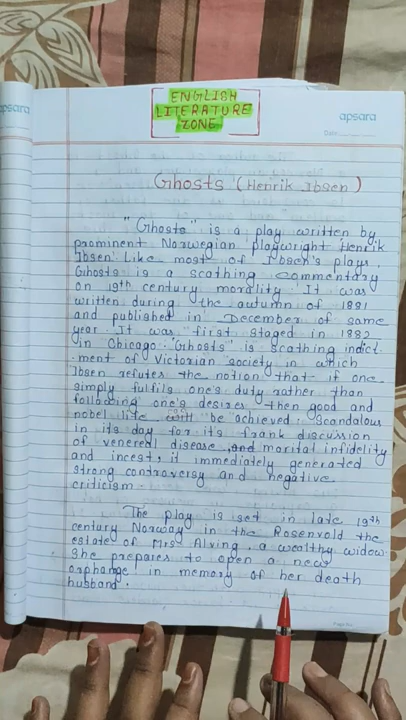 ENGLISH
LITERATURE
ZONE
apsara
apsara
Date
Ghosts (Henrik Ibsen)
"Ghosts" is a play written by
prominent Norwegian playwright Henrik
Ibsen. Like most of Ibsen's plays,
Ghosts is a scathing commentary
on 19th century morality. It was
written during the autumn of 1881
and published in December of same
year. It was first staged in 1882
in Chicago. "Ghosts" is scathing indict-
ment of Victorian society in which
Ibsen refutes the notion that if one
simply fulfils one's duty rather than
following one's desires then good and
nobel life will be achieved. Scandalous
in its day for it's frank discussion
of venereal disease, and marital infidelity
and incest, it immediately generated
strong controversy and negative
criticism.
The play is set in late 19th
century Norway in the Rosenvold the
estate of Mrs Alving, a wealthy widow.
She prepares to open a new
orphange in memory of her death
husband.
Page No.